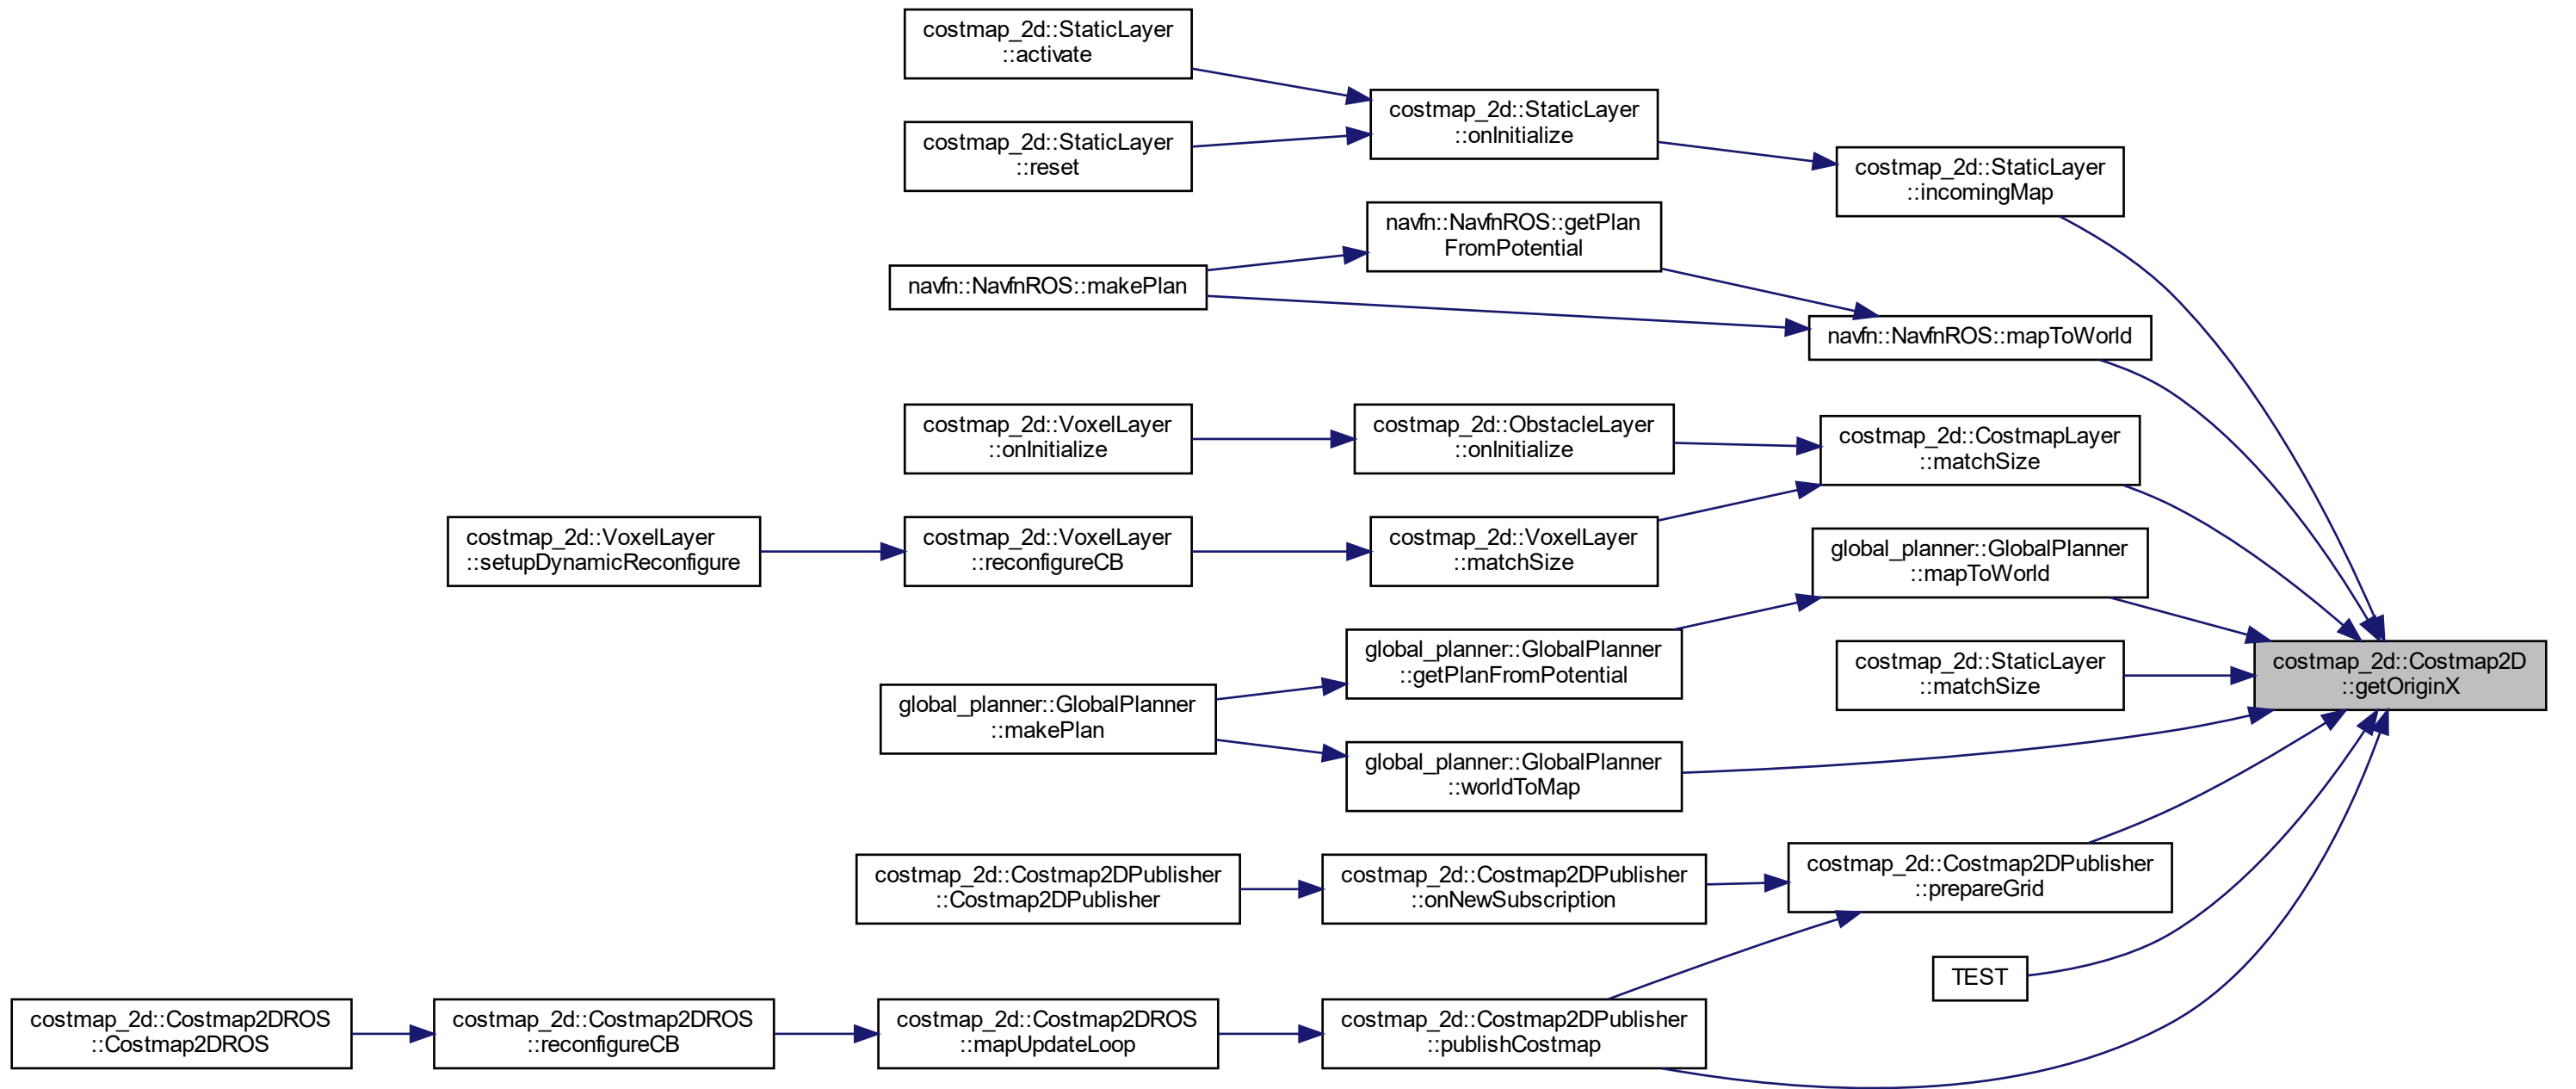 costmap_2d::StaticLayer
::activate
costmap_2d::StaticLayer
::onInitialize
costmap_2d::StaticLayer
::reset
costmap_2d::StaticLayer
::incomingMap
navfn::NavfnROS::getPlan
FromPotential
navfn::NavfnROS::makePlan
navfn::NavfnROS::mapToWorld
costmap_2d::VoxelLayer
::onInitialize
costmap_2d::ObstacleLayer
::onInitialize
costmap_2d::CostmapLayer
::matchSize
costmap_2d::VoxelLayer
::setupDynamicReconfigure
costmap_2d::VoxelLayer
::reconfigureCB
costmap_2d::VoxelLayer
::matchSize
global_planner::GlobalPlanner
::mapToWorld
global_planner::GlobalPlanner
::getPlanFromPotential
costmap_2d::StaticLayer
::matchSize
costmap_2d::Costmap2D
::getOriginX
global_planner::GlobalPlanner
::makePlan
global_planner::GlobalPlanner
::worldToMap
costmap_2d::Costmap2DPublisher
::Costmap2DPublisher
costmap_2d::Costmap2DPublisher
::onNewSubscription
costmap_2d::Costmap2DPublisher
::prepareGrid
TEST
costmap_2d::Costmap2DROS
::Costmap2DROS
costmap_2d::Costmap2DROS
::reconfigureCB
costmap_2d::Costmap2DROS
::mapUpdateLoop
costmap_2d::Costmap2DPublisher
::publishCostmap